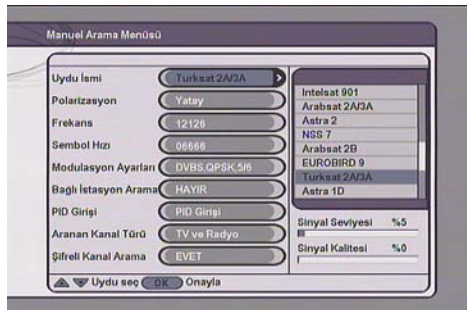 Manuel Arama Menüsü
Uydu İsmi Turksat 2A/3A
Polarizasyon Yatay
Frekans 12126
Sembol Hızı 06666
Modulasyon Ayarları DVBS,QPSK,5/6
Bağlı İstasyon Arama HAYIR
PID Girişi PID Girişi
Aranan Kanal Türü TV ve Radyo
Şifreli Kanal Arama EVET
Intelsat 901
Arabsat 2A/3A
Astra 2
NSS 7
Arabsat 2B
EUROBIRD 9
Turksat 2A/3A
Astra 1D
Sinyal Seviyesi %5
Sinyal Kalitesi %0
Uydu seç OK Onayla